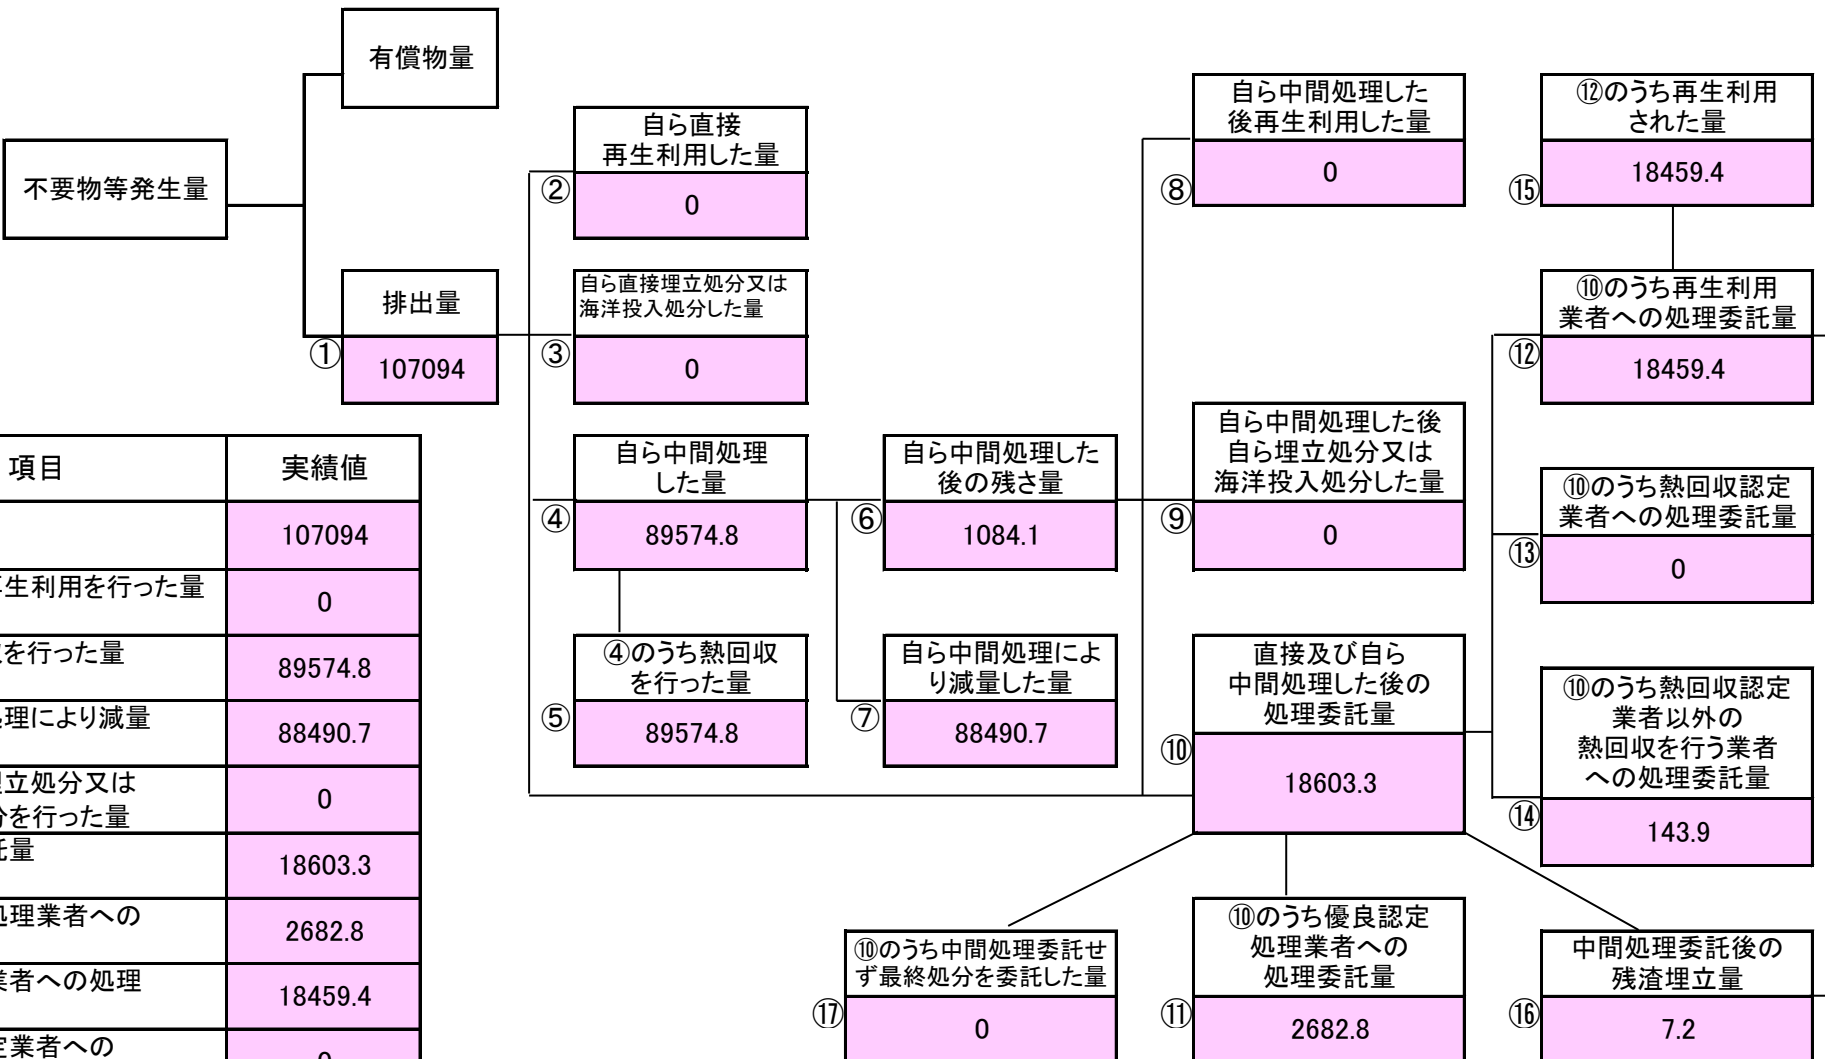 有償物量
不要物等発生量
排出量
①
107094
自ら直接
再生利用した量
②
0
自ら直接埋立処分又は
海洋投入処分した量
③
0
自ら中間処理
した量
④
89574.8
④のうち熱回収
を行った量
⑤
89574.8
自ら中間処理した
後の残さ量
⑥
1084.1
自ら中間処理によ
り減量した量
⑦
88490.7
自ら中間処理した
後再生利用した量
⑧
0
自ら中間処理した後
自ら埋立処分又は
海洋投入処分した量
⑨
0
直接及び自ら
中間処理した後の
処理委託量
⑩
18603.3
⑫のうち再生利用
された量
⑮
18459.4
⑩のうち再生利用
業者への処理委託量
⑫
18459.4
⑩のうち熱回収認定
業者への処理委託量
⑬
0
⑩のうち熱回収認定
業者以外の
熱回収を行う業者
への処理委託量
⑭
143.9
⑩のうち中間処理委託せ
ず最終処分を委託した量
⑰
0
⑩のうち優良認定
処理業者への
処理委託量
⑪
2682.8
中間処理委託後の
残渣埋立量
⑯
7.2
項目 実績値
107094
生利用を行った量
0
を行った量
89574.8
理により減量
88490.7
立処分又は
を行った量
0
量
18603.3
処理業者への
2682.8
業者への処理
18459.4
業者への
0